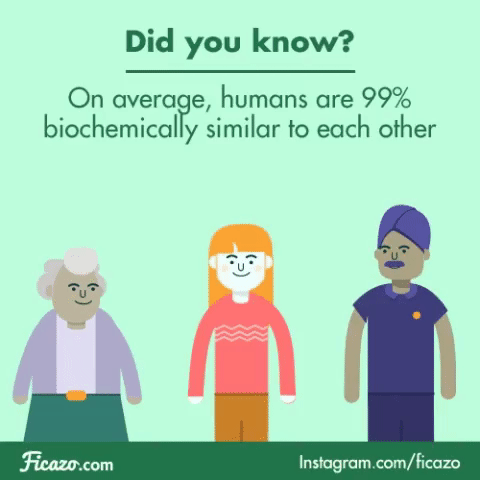 Did you know?
On average, humans are 99%
biochemically similar to each other
Ficazo.com
Instagram.com/ficazo